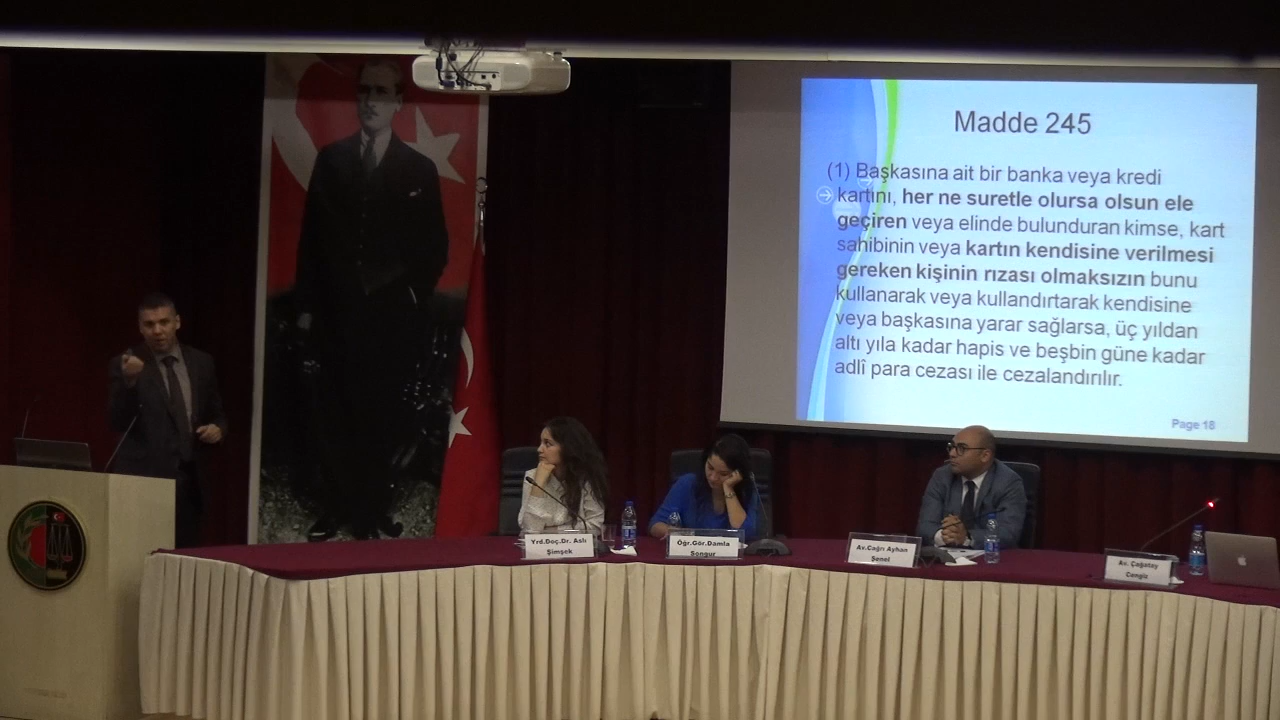 Madde 245
(1) Başkasına ait bir banka veya kredi
kartını, her ne suretle olursa olsun ele
geçiren veya elinde bulunduran kimse, kart
sahibinin veya kartın kendisine verilmesi
gereken kişinin rızası olmaksızın bunu
kullanarak veya kullandırtarak kendisine
veya başkasına yarar sağlarsa, üç yıldan
altı yıla kadar hapis ve beşbin güne kadar
adlî para cezası ile cezalandırılır.
Page 18
Yrd.Doç.Dr. Aslı
Şimşek
Öğr.Gör.Damla
Songur
Av.Cağrı Ayhan
Şenel
Av. Çağatay
Cengiz